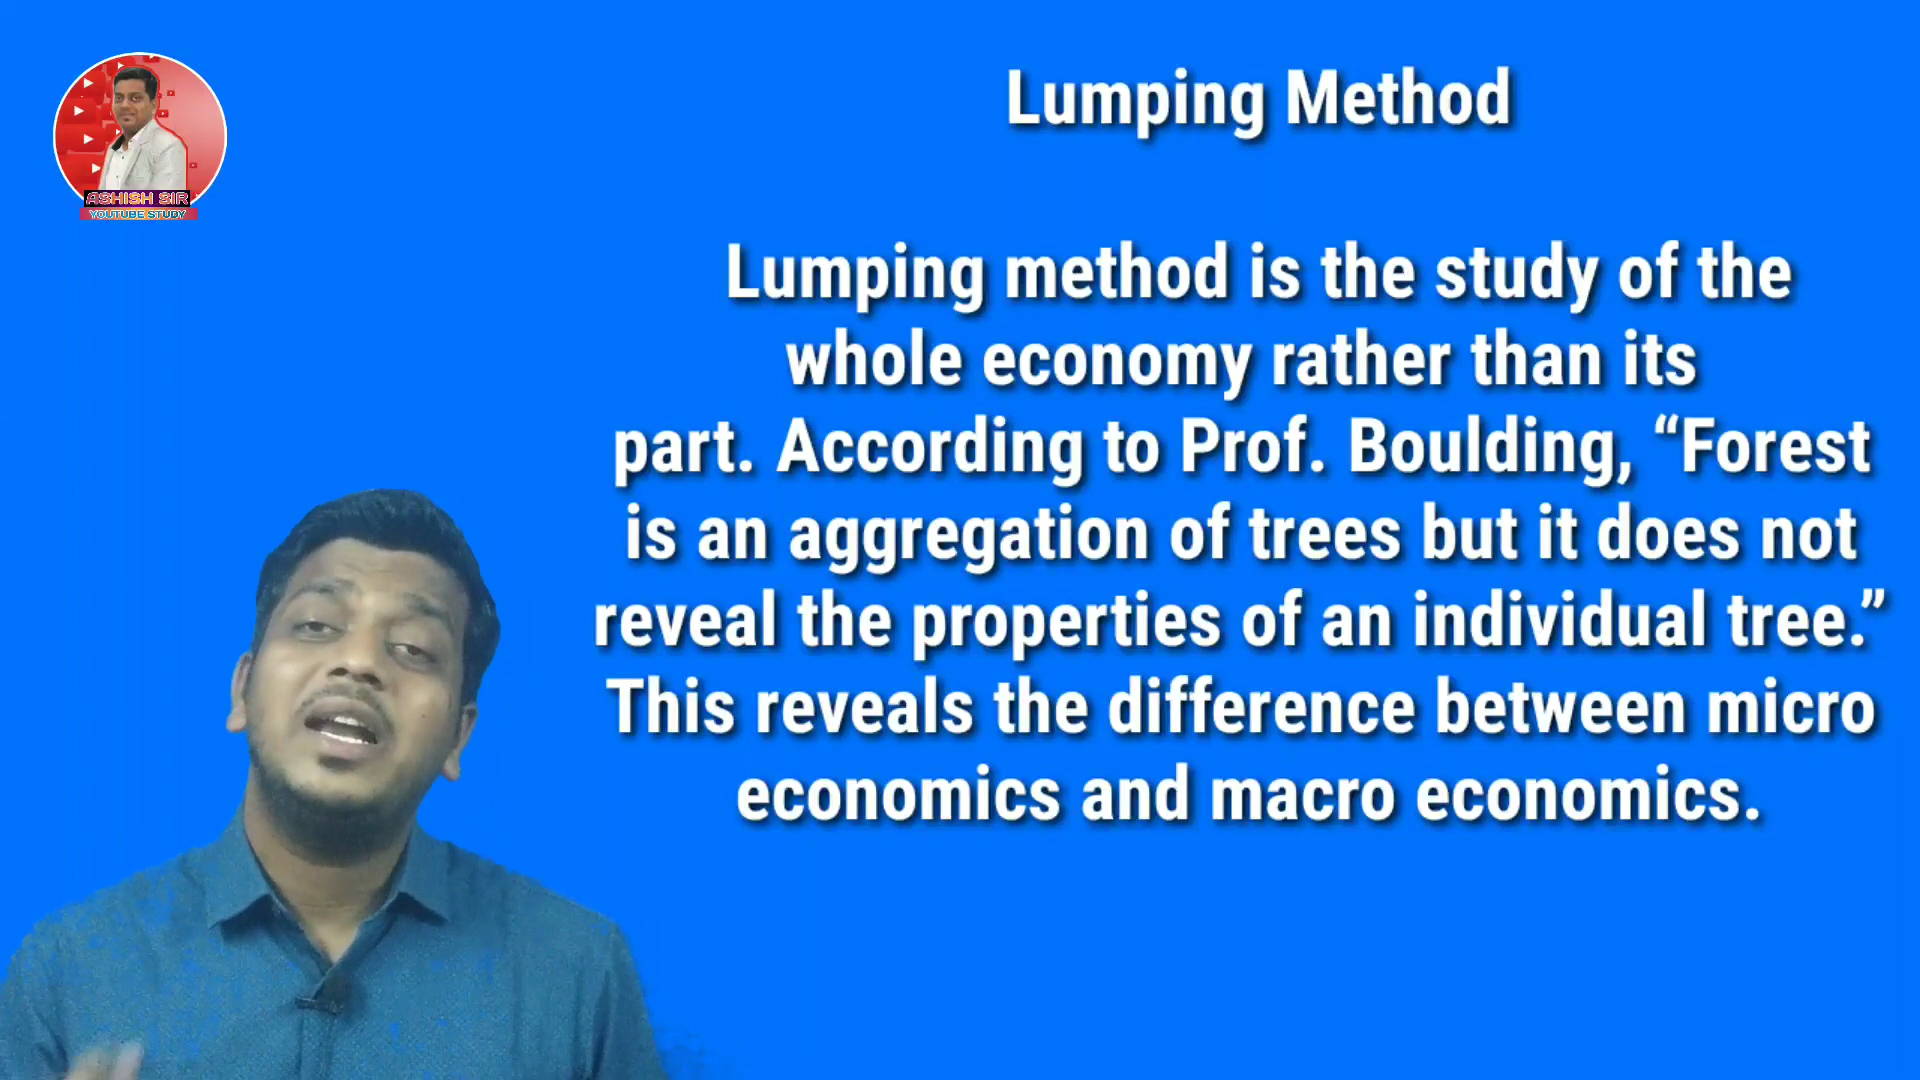 ASHISH SIR
YOUTUBE STUDY
Lumping Method
Lumping method is the study of the
whole economy rather than its
part. According to Prof. Boulding, “Forest
is an aggregation of trees but it does not
reveal the properties of an individual tree.”
This reveals the difference between micro
economics and macro economics.